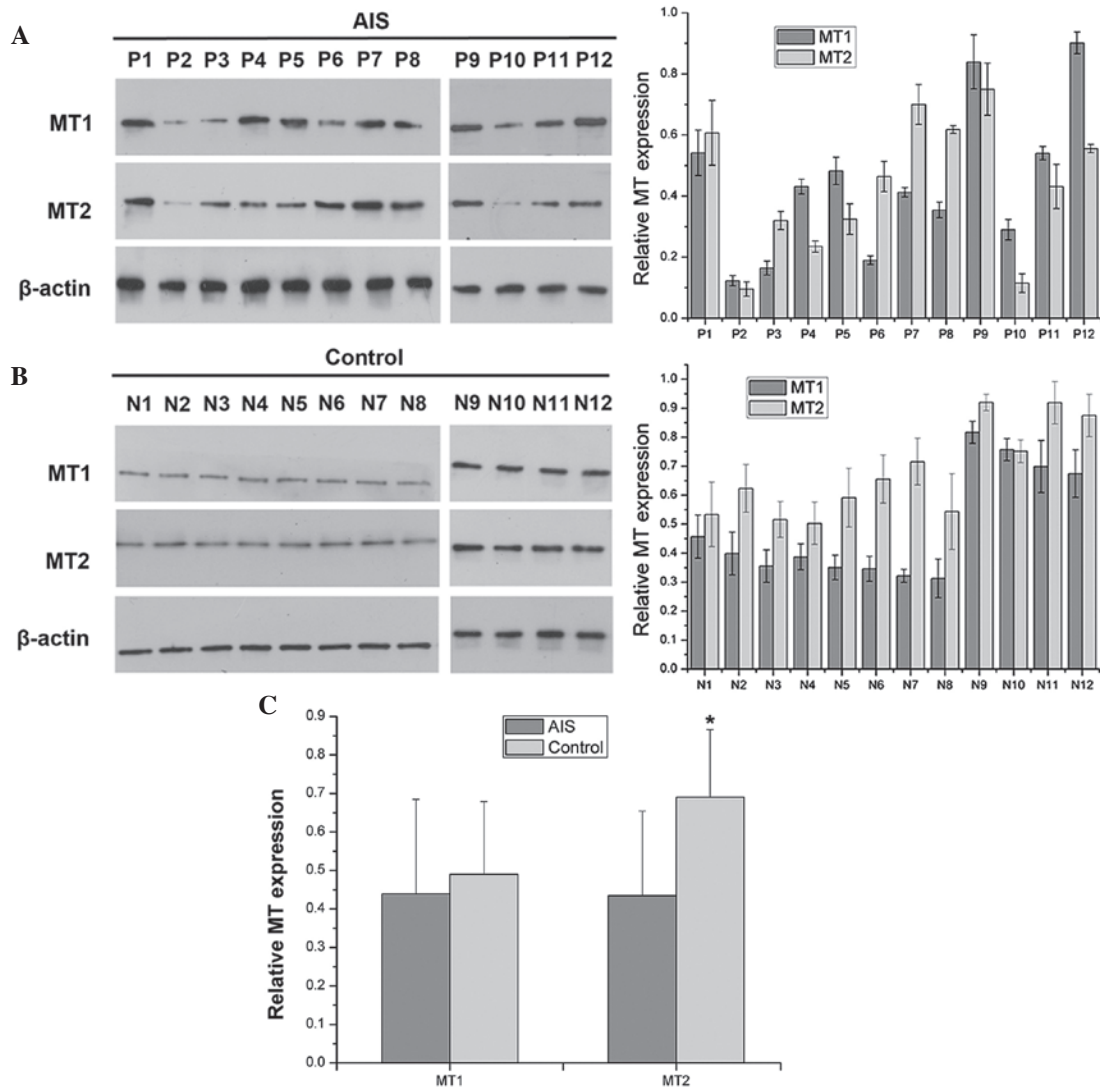 A
AIS
P1 P2 P3 P4 P5 P6 P7 P8 P9 P10 P11 P12
MT1
MT2
β-actin
Relative MT expression
1.0
0.8
0.6
0.4
0.2
0.0
MT1
MT2
P1 P2 P3 P4 P5 P6 P7 P8 P9 P10 P11 P12
B
Control
N1 N2 N3 N4 N5 N6 N7 N8 N9 N10 N11 N12
MT1
MT2
β-actin
Relative MT expression
1.0
0.9
0.8
0.7
0.6
0.5
0.4
0.3
0.2
0.1
0.0
MT1
MT2
N1 N2 N3 N4 N5 N6 N7 N8 N9 N10 N11 N12
C
Relative MT expression
0.9
0.8
0.7
0.6
0.5
0.4
0.3
0.2
0.1
0.0
AIS
Control
*
MT1 MT2